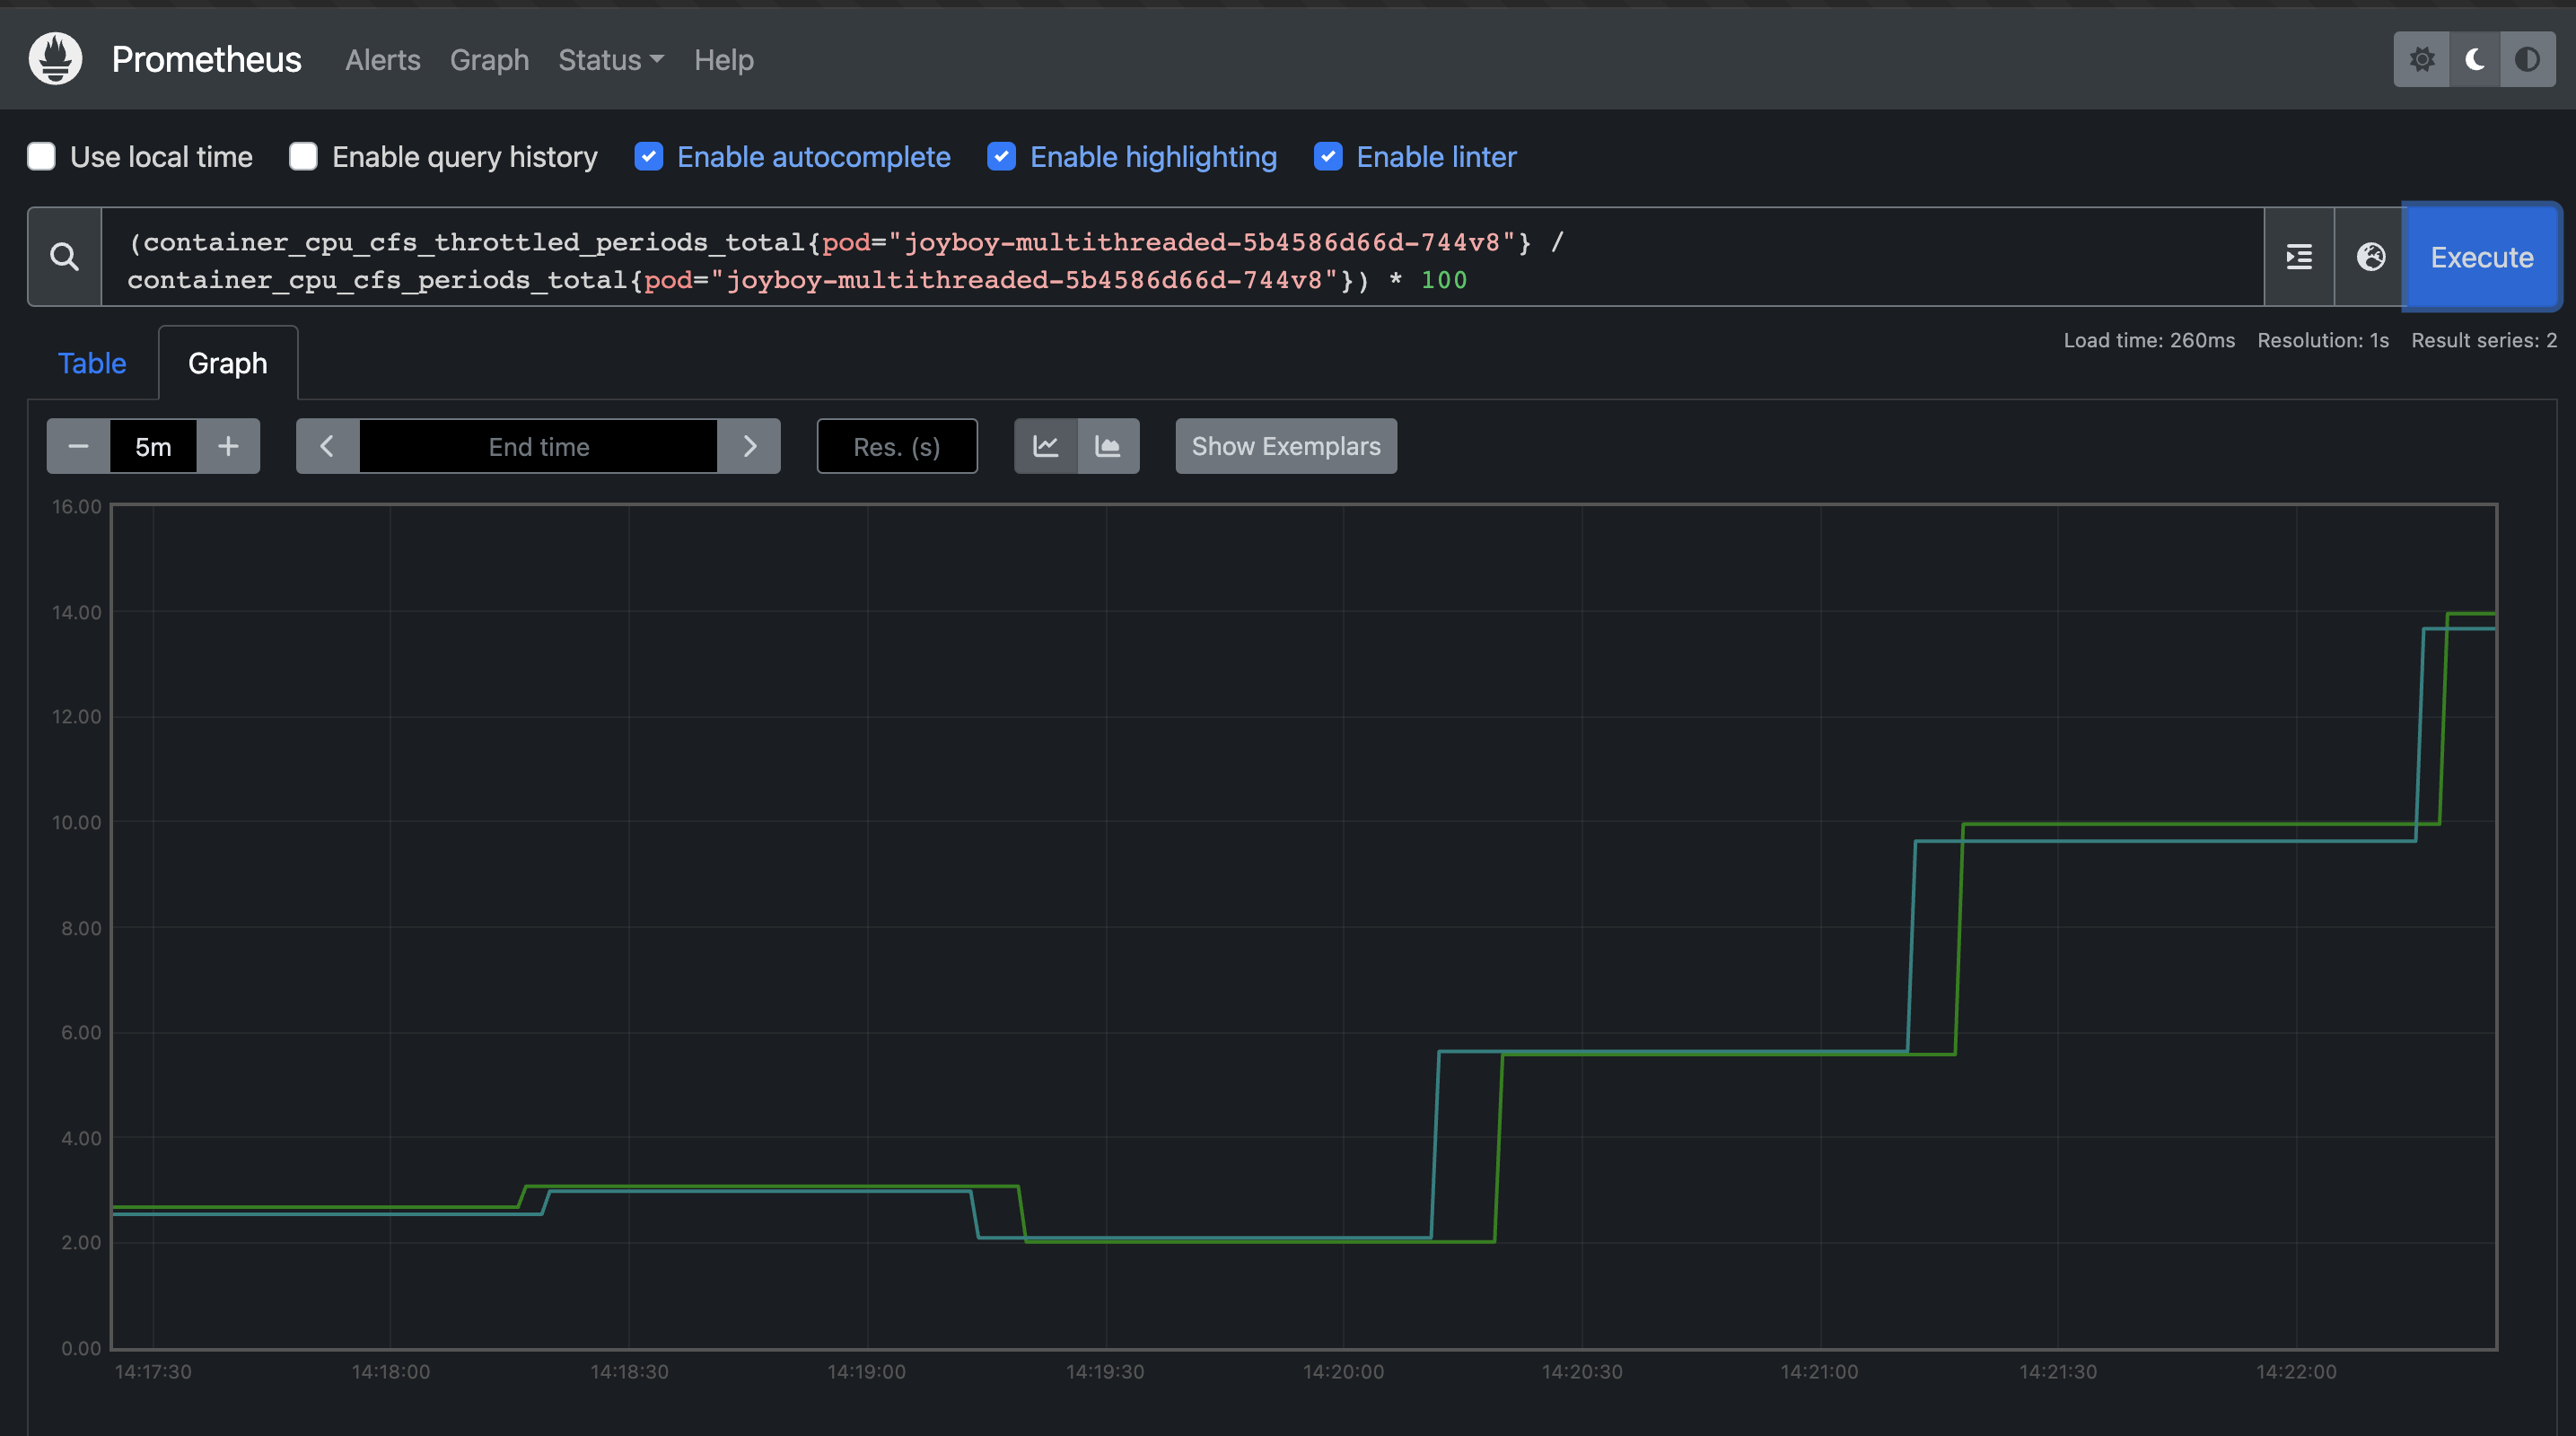 Prometheus Alerts Graph Status Help
Use local time Enable query history Enable autocomplete Enable highlighting Enable linter
(container_cpu_cfs_throttled_periods_total{pod="joyboy-multithreaded-5b4586d66d-744v8"} /
container_cpu_cfs_periods_total{pod="joyboy-multithreaded-5b4586d66d-744v8"}) * 100
Execute
Load time: 260ms Resolution: 1s Result series: 2
Table Graph
5m End time Res. (s) Show Exemplars
16.00
14.00
12.00
10.00
8.00
6.00
4.00
2.00
0.00
14:17:30 14:18:00 14:18:30 14:19:00 14:19:30 14:20:00 14:20:30 14:21:00 14:21:30 14:22:00